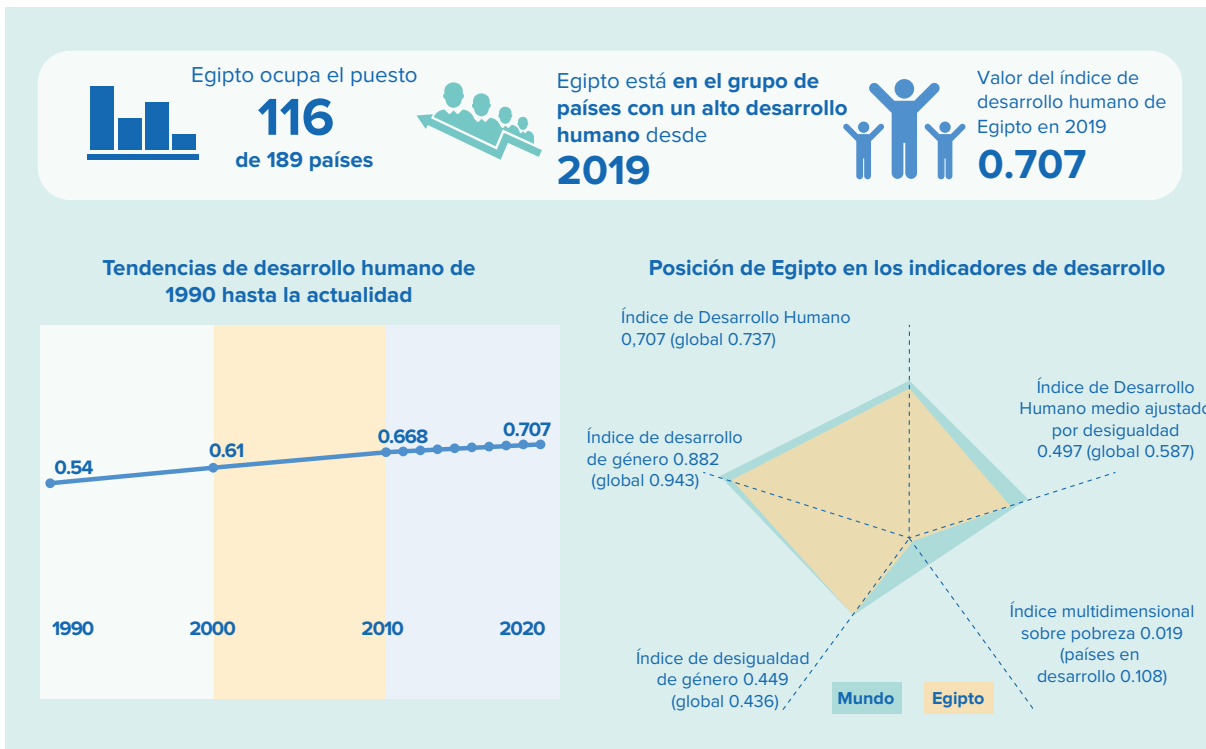 Egipto ocupa el puesto
116
de 189 países
Egipto está en el grupo de
países con un alto desarrollo
humano desde
2019
Valor del índice de
desarrollo humano de
Egipto en 2019
0.707
Tendencias de desarrollo humano de
1990 hasta la actualidad
0.54
0.61
0.668
0.707
1990
2000
2010
2020
Posición de Egipto en los indicadores de desarrollo
Índice de Desarrollo Humano
0,707 (global 0.737)
Índice de Desarrollo
Humano medio ajustado
por desigualdad
0.497 (global 0.587)
Índice de desarrollo
de género 0.882
(global 0.943)
Índice multidimensional
sobre pobreza 0.019
(países en
desarrollo 0.108)
Índice de desigualdad
de género 0.449
(global 0.436)
Mundo
Egipto